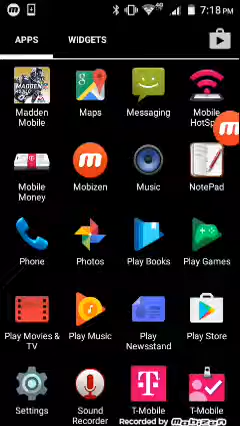 7:18 PM
APPS WIDGETS
Madden Mobile
Maps
Messaging
Mobile HotSp
Mobile Money
Mobizen
Music
NotePad
Phone
Photos
Play Books
Play Games
Play Movies & TV
Play Music
Play Newsstand
Play Store
Settings
Sound Recorder
T-Mobile
T-Mobile
Recorded by Mobizen